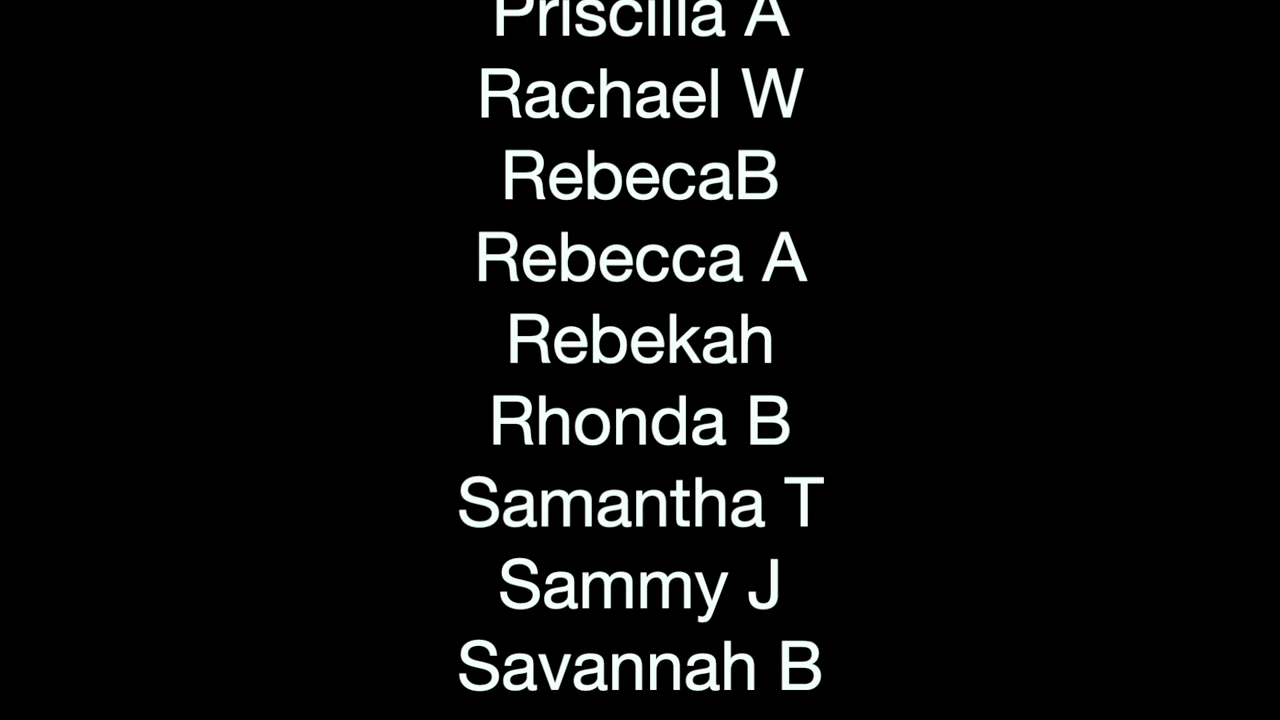 Priscilla A
Rachael W
RebecaB
Rebecca A
Rebekah
Rhonda B
Samantha T
Sammy J
Savannah B